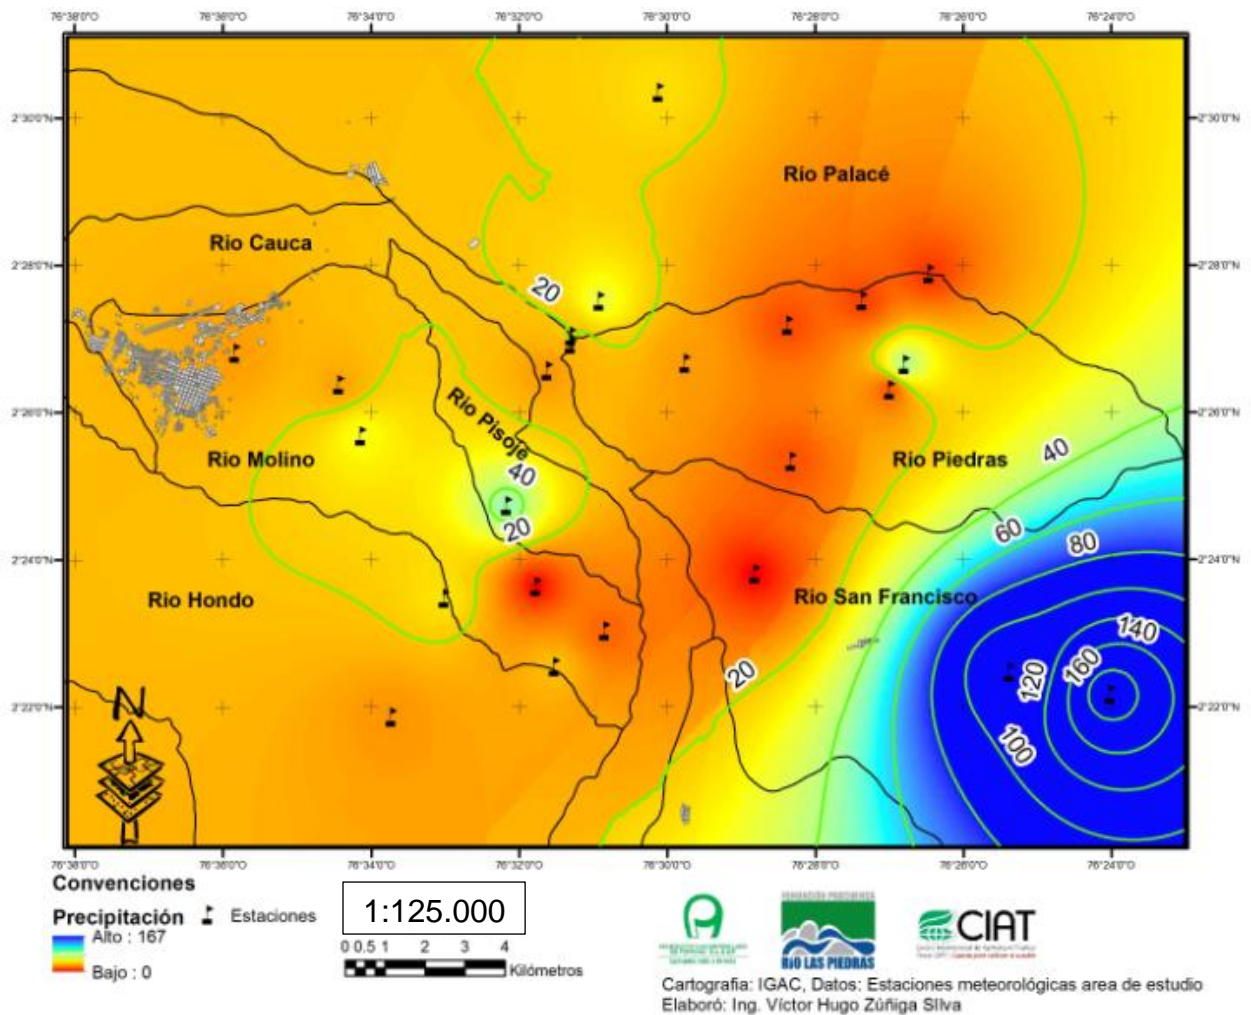 76°38'0"O 76°36'0"O 76°34'0"O 76°32'0"O 76°30'0"O 76°28'0"O 76°26'0"O 76°24'0"O
2°30'0"N 2°30'0"N
Rio Palacé
Rio Cauca
2°28'0"N 2°28'0"N
20
Rio Pisojé
2°26'0"N 2°26'0"N
Rio Molino
Rio Piedras
40
40
20
60
80
2°24'0"N 2°24'0"N
Rio Hondo
Rio San Francisco
140
160
120
20
N
2°22'0"N 2°22'0"N
100
76°38'0"O 76°36'0"O 76°34'0"O 76°32'0"O 76°30'0"O 76°28'0"O 76°26'0"O 76°24'0"O
Convenciones
Precipitación Estaciones
Alto : 167
Bajo : 0
1:125.000
0 0.5 1 2 3 4
Kilómetros
RIO LAS PIEDRAS
CIAT
Cartografia: IGAC, Datos: Estaciones meteorológicas area de estudio
Elaboró: Ing. Víctor Hugo Zúñiga SIlva